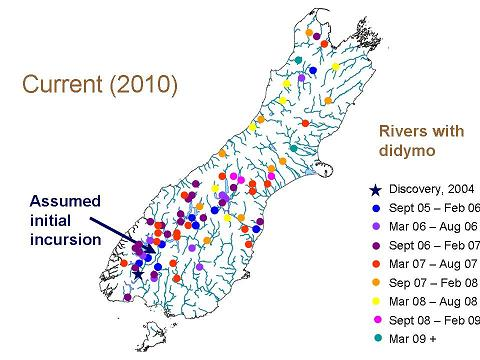 Current (2010)
Rivers with
didymo
Assumed
initial
incursion
Discovery, 2004
Sept 05 – Feb 06
Mar 06 – Aug 06
Sept 06 – Feb 07
Mar 07 – Aug 07
Sep 07 – Feb 08
Mar 08 – Aug 08
Sept 08 – Feb 09
Mar 09 +